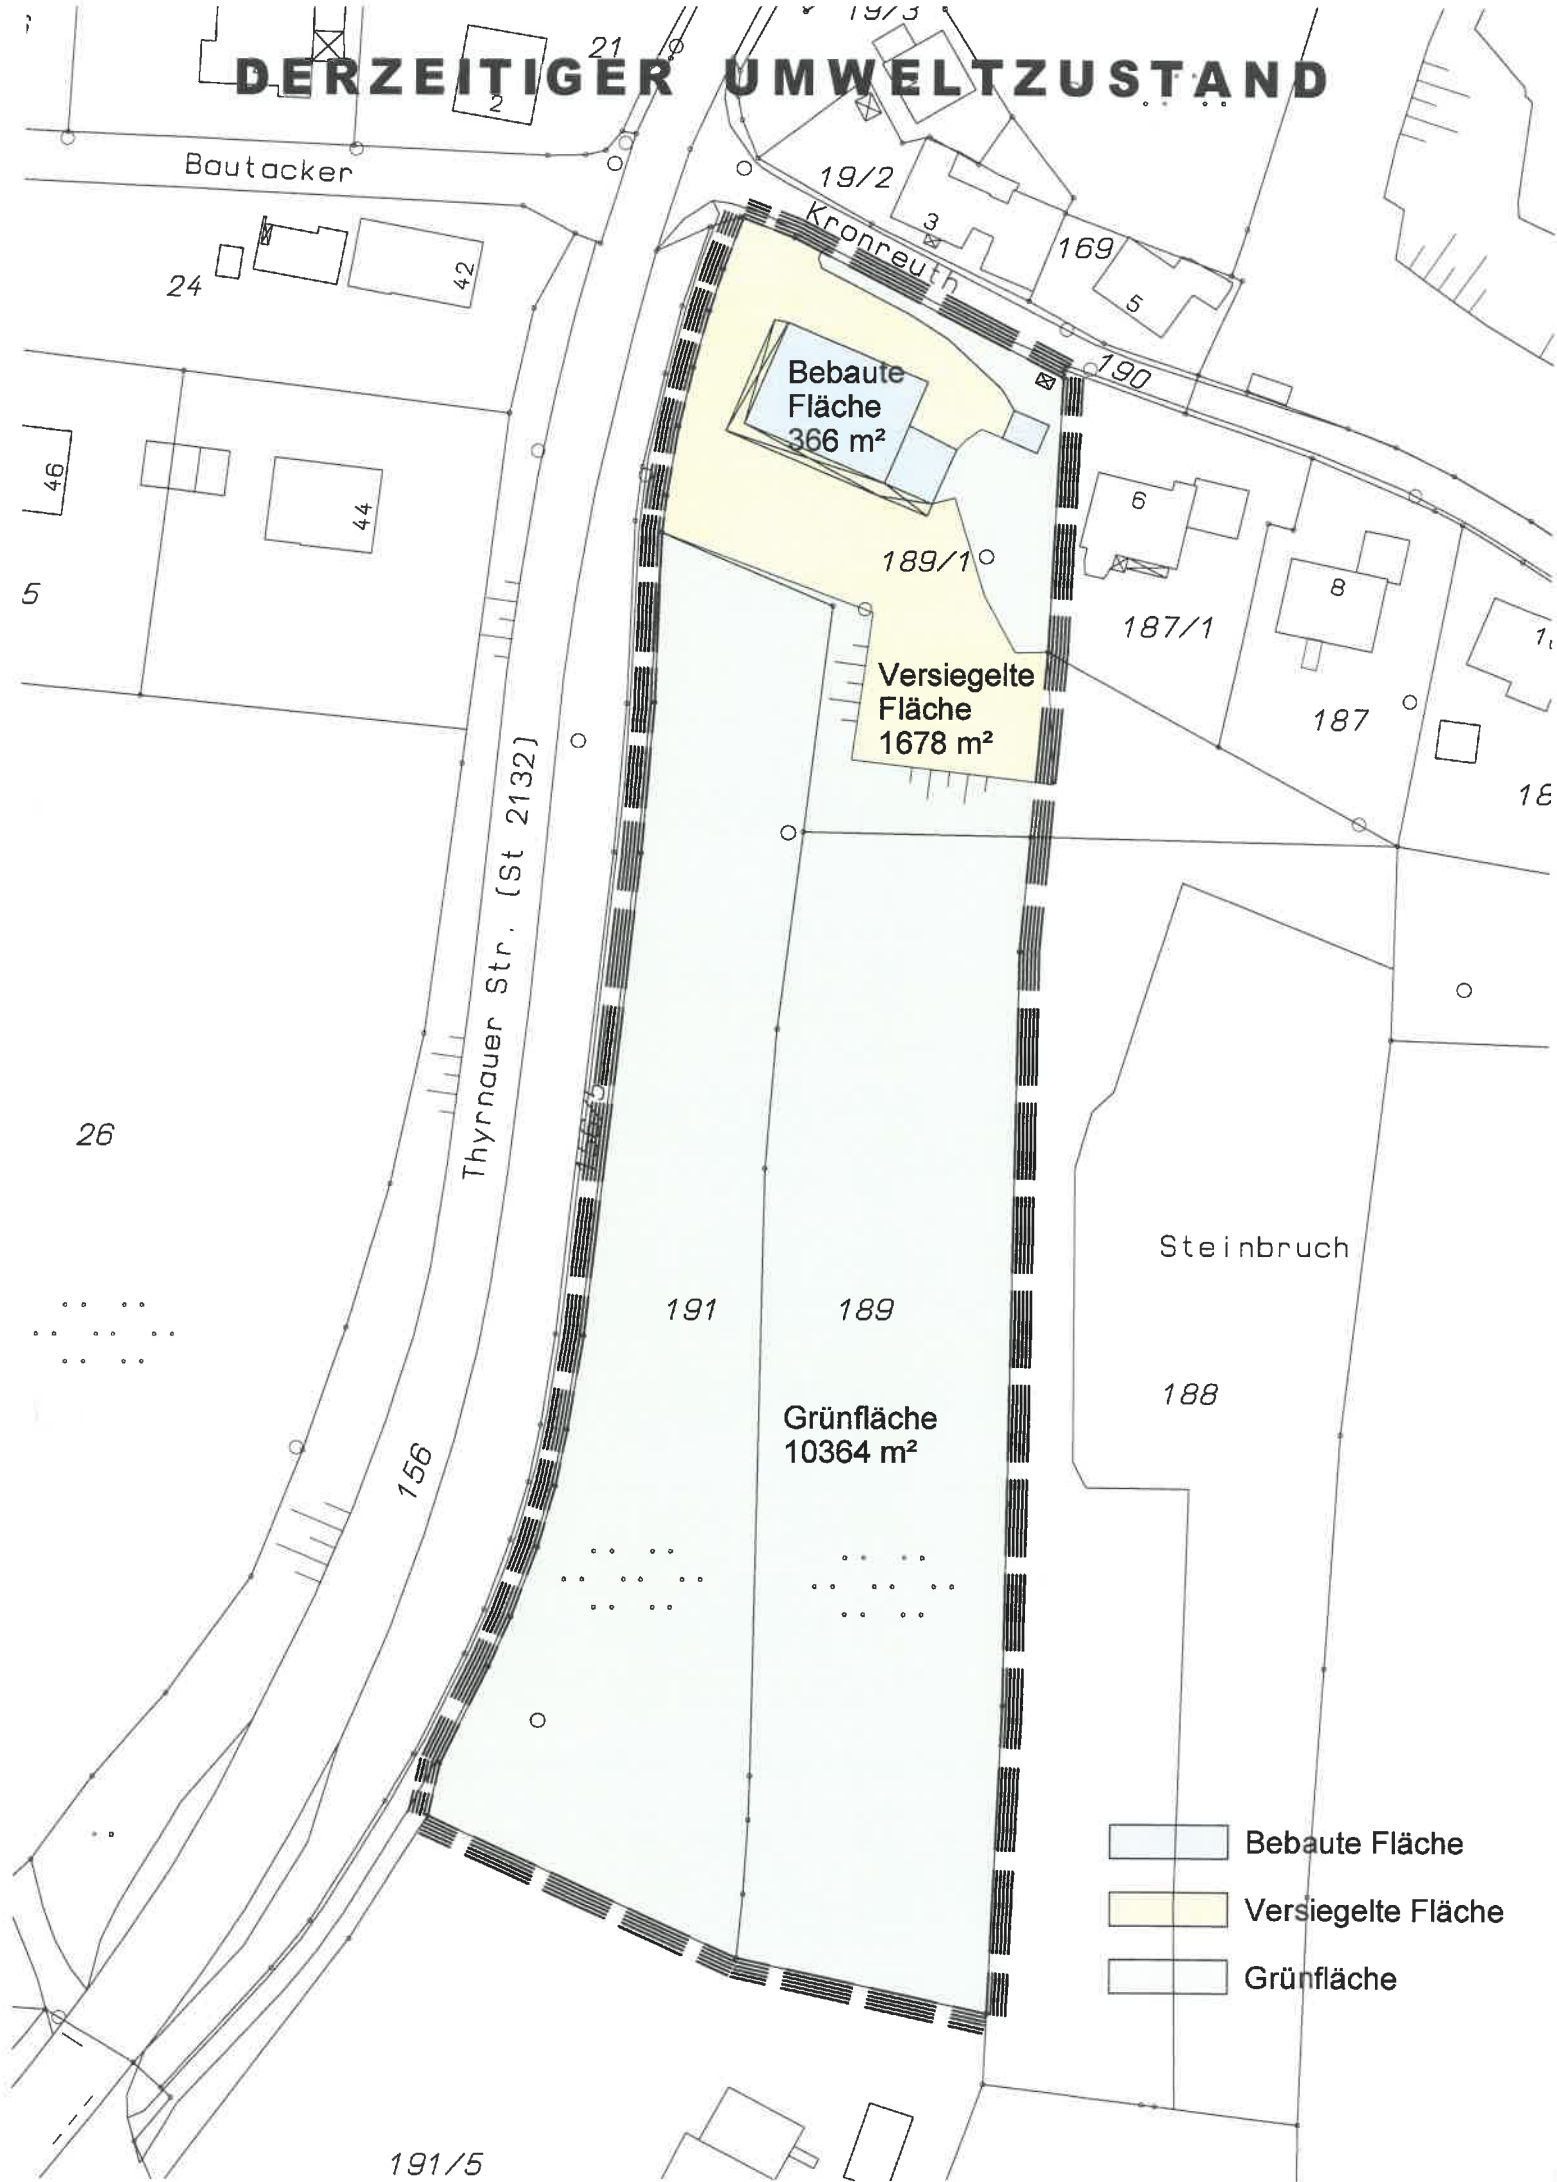 19/3
21
DERZEITIGER UMWELTZUSTAND
2
Bautacker
19/2
Kronreuth
3
169
24
42
5
190
Bebaute
Fläche
366 m²
46
44
6
189/1
8
5
187/1
Versiegelte
Fläche
1678 m²
187
18
Thyrnauer Str. (St 2132)
26
Steinbruch
191
189
188
Grünfläche
10364 m²
156
Bebaute Fläche
Versiegelte Fläche
Grünfläche
191/5